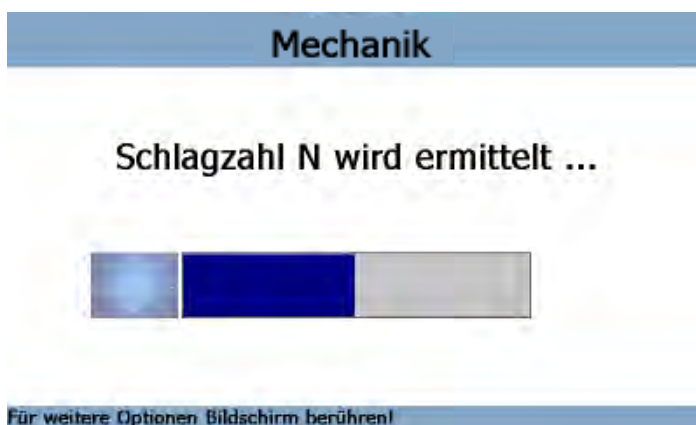 Mechanik
Schlagzahl N wird ermittelt ...
Für weitere Optionen Bildschirm berühren!